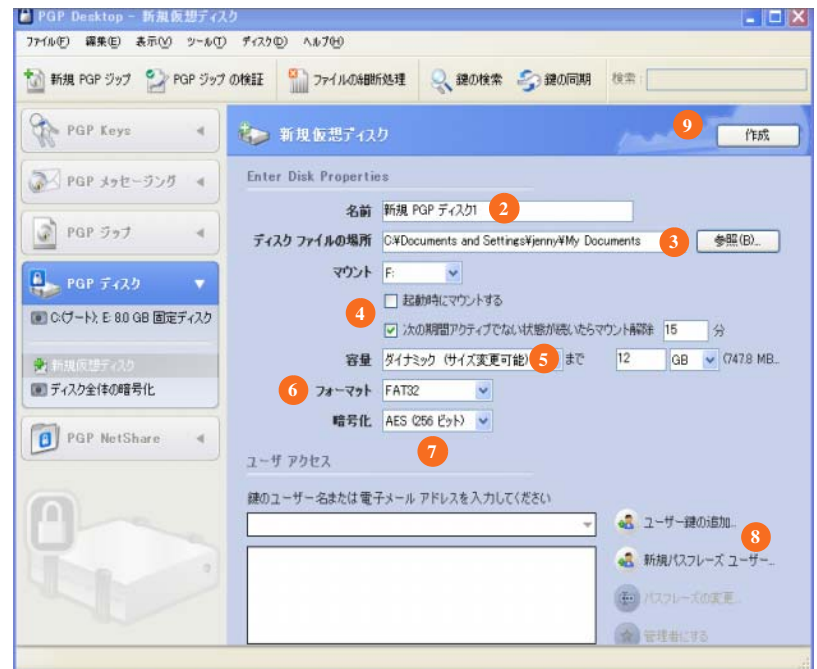 PGP Desktop - 新規仮想ディスク
ファイル(F) 編集(E) 表示(V) ツール(T) ディスク(D) ヘルプ(H)
新規 PGP ジップ PGP ジップ の検証 ファイルの細断処理 鍵の検索 鍵の同期 検索:
PGP Keys
新規仮想ディスク
9
作成
PGP メッセージング
PGP ジップ
PGP ディスク
C:(ブート), E: 8.0 GB 固定ディスク
新規仮想ディスク
ディスク全体の暗号化
PGP NetShare
Enter Disk Properties
名前 新規 PGP ディスク1 2
ディスク ファイルの場所 C:¥Documents and Settings¥jenny¥My Documents 3 参照(B)...
マウント F:
4
起動時にマウントする
次の期間アクティブでない状態が続いたらマウント解除 15 分
容量 ダイナミック (サイズ変更可能) 5 まで 12 GB (747.8 MB...
6 フォーマット FAT32
暗号化 AES (256 ビット)
7
ユーザ アクセス
鍵のユーザー名または電子メール アドレスを入力してください
ユーザー鍵の追加...
8
新規パスフレーズ ユーザー...
パスフレーズの変更...
管理者にする